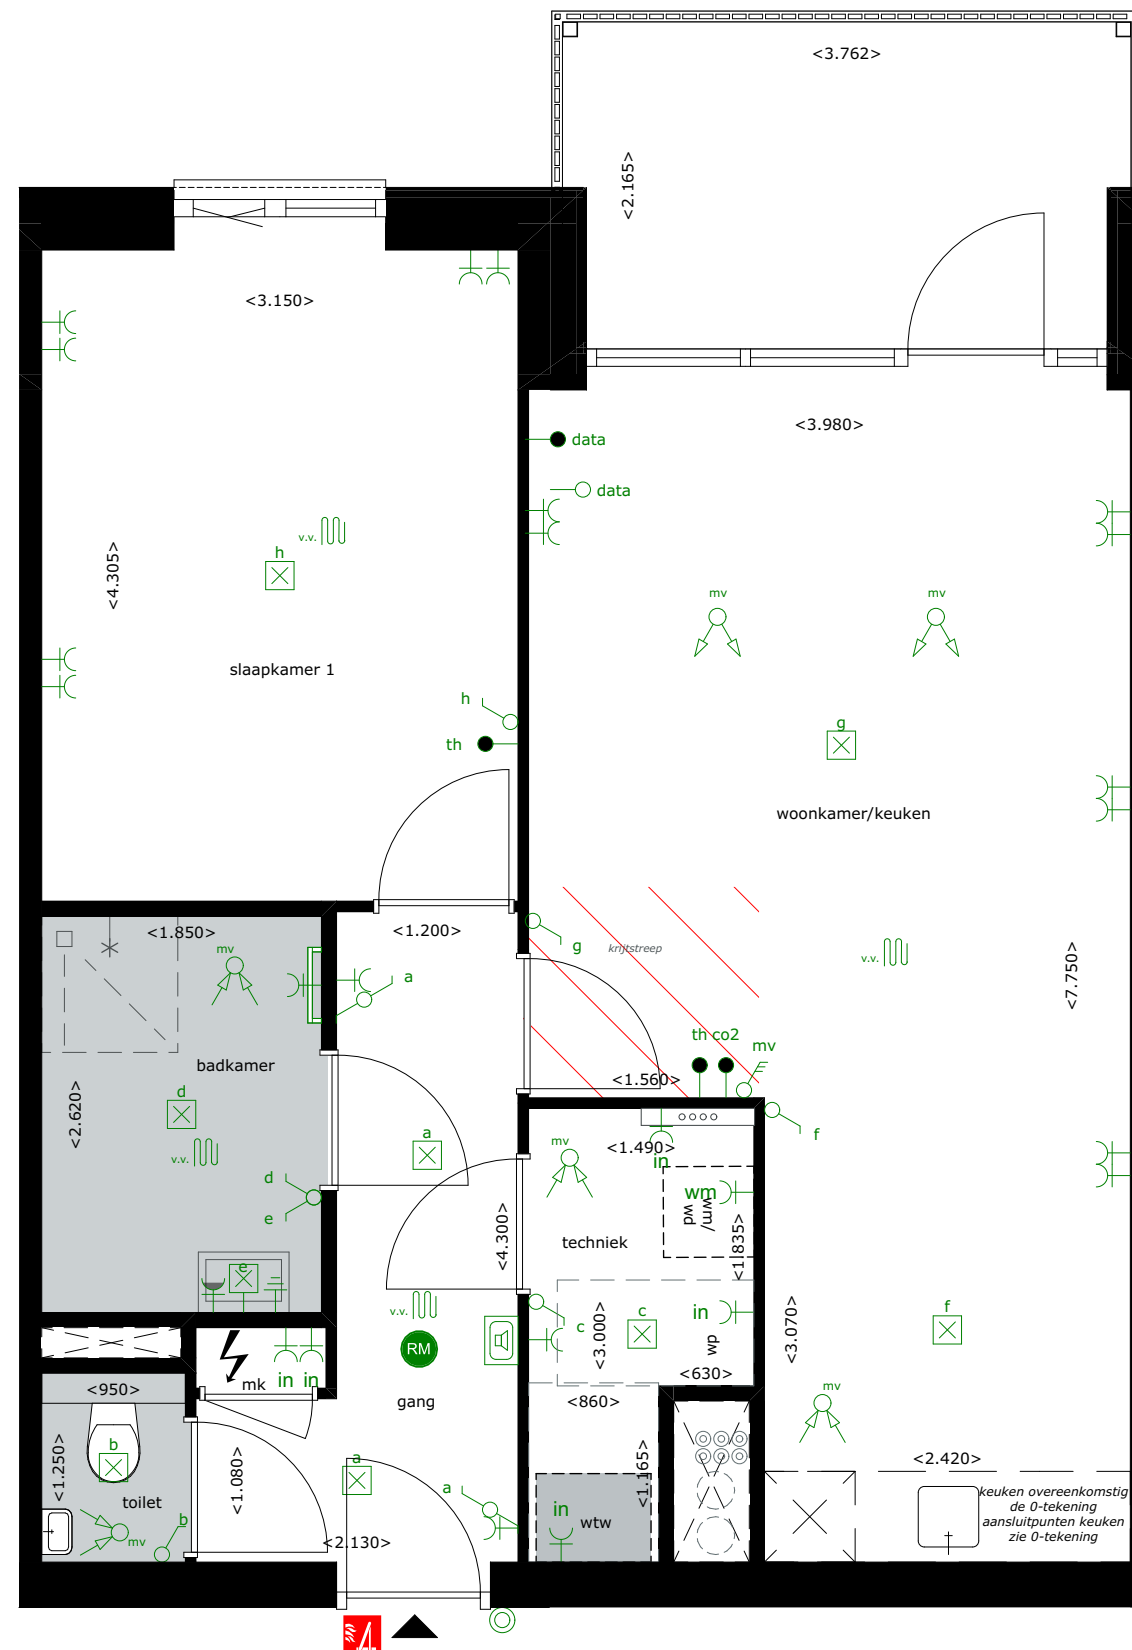 <3.762>
<2.165>
<3.150>
<3.980>
data
data
v.v.
h
<4.305>
mv
mv
slaapkamer 1
h
th
g
woonkamer/keuken
<1.850>
<1.200>
g
krijtstreep
mv
a
v.v.
<7.750>
badkamer
th co2
mv
<1.560>
d
<2.620>
f
a
mv
<1.490>
in
v.v.
d
e
wm
wm/
wd
<4.300>
techniek
<1.835>
e
v.v.
c
c
in
<3.000>
wp
f
<3.070>
RM
<630>
mk
in
in
<950>
gang
<860>
mv
b
<1.250>
a
<1.080>
<1.165>
<2.420>
toilet
a
in
keuken overeenkomstig
de 0-tekening
aansluitpunten keuken
zie 0-tekening
b
mv
wtw
<2.130>